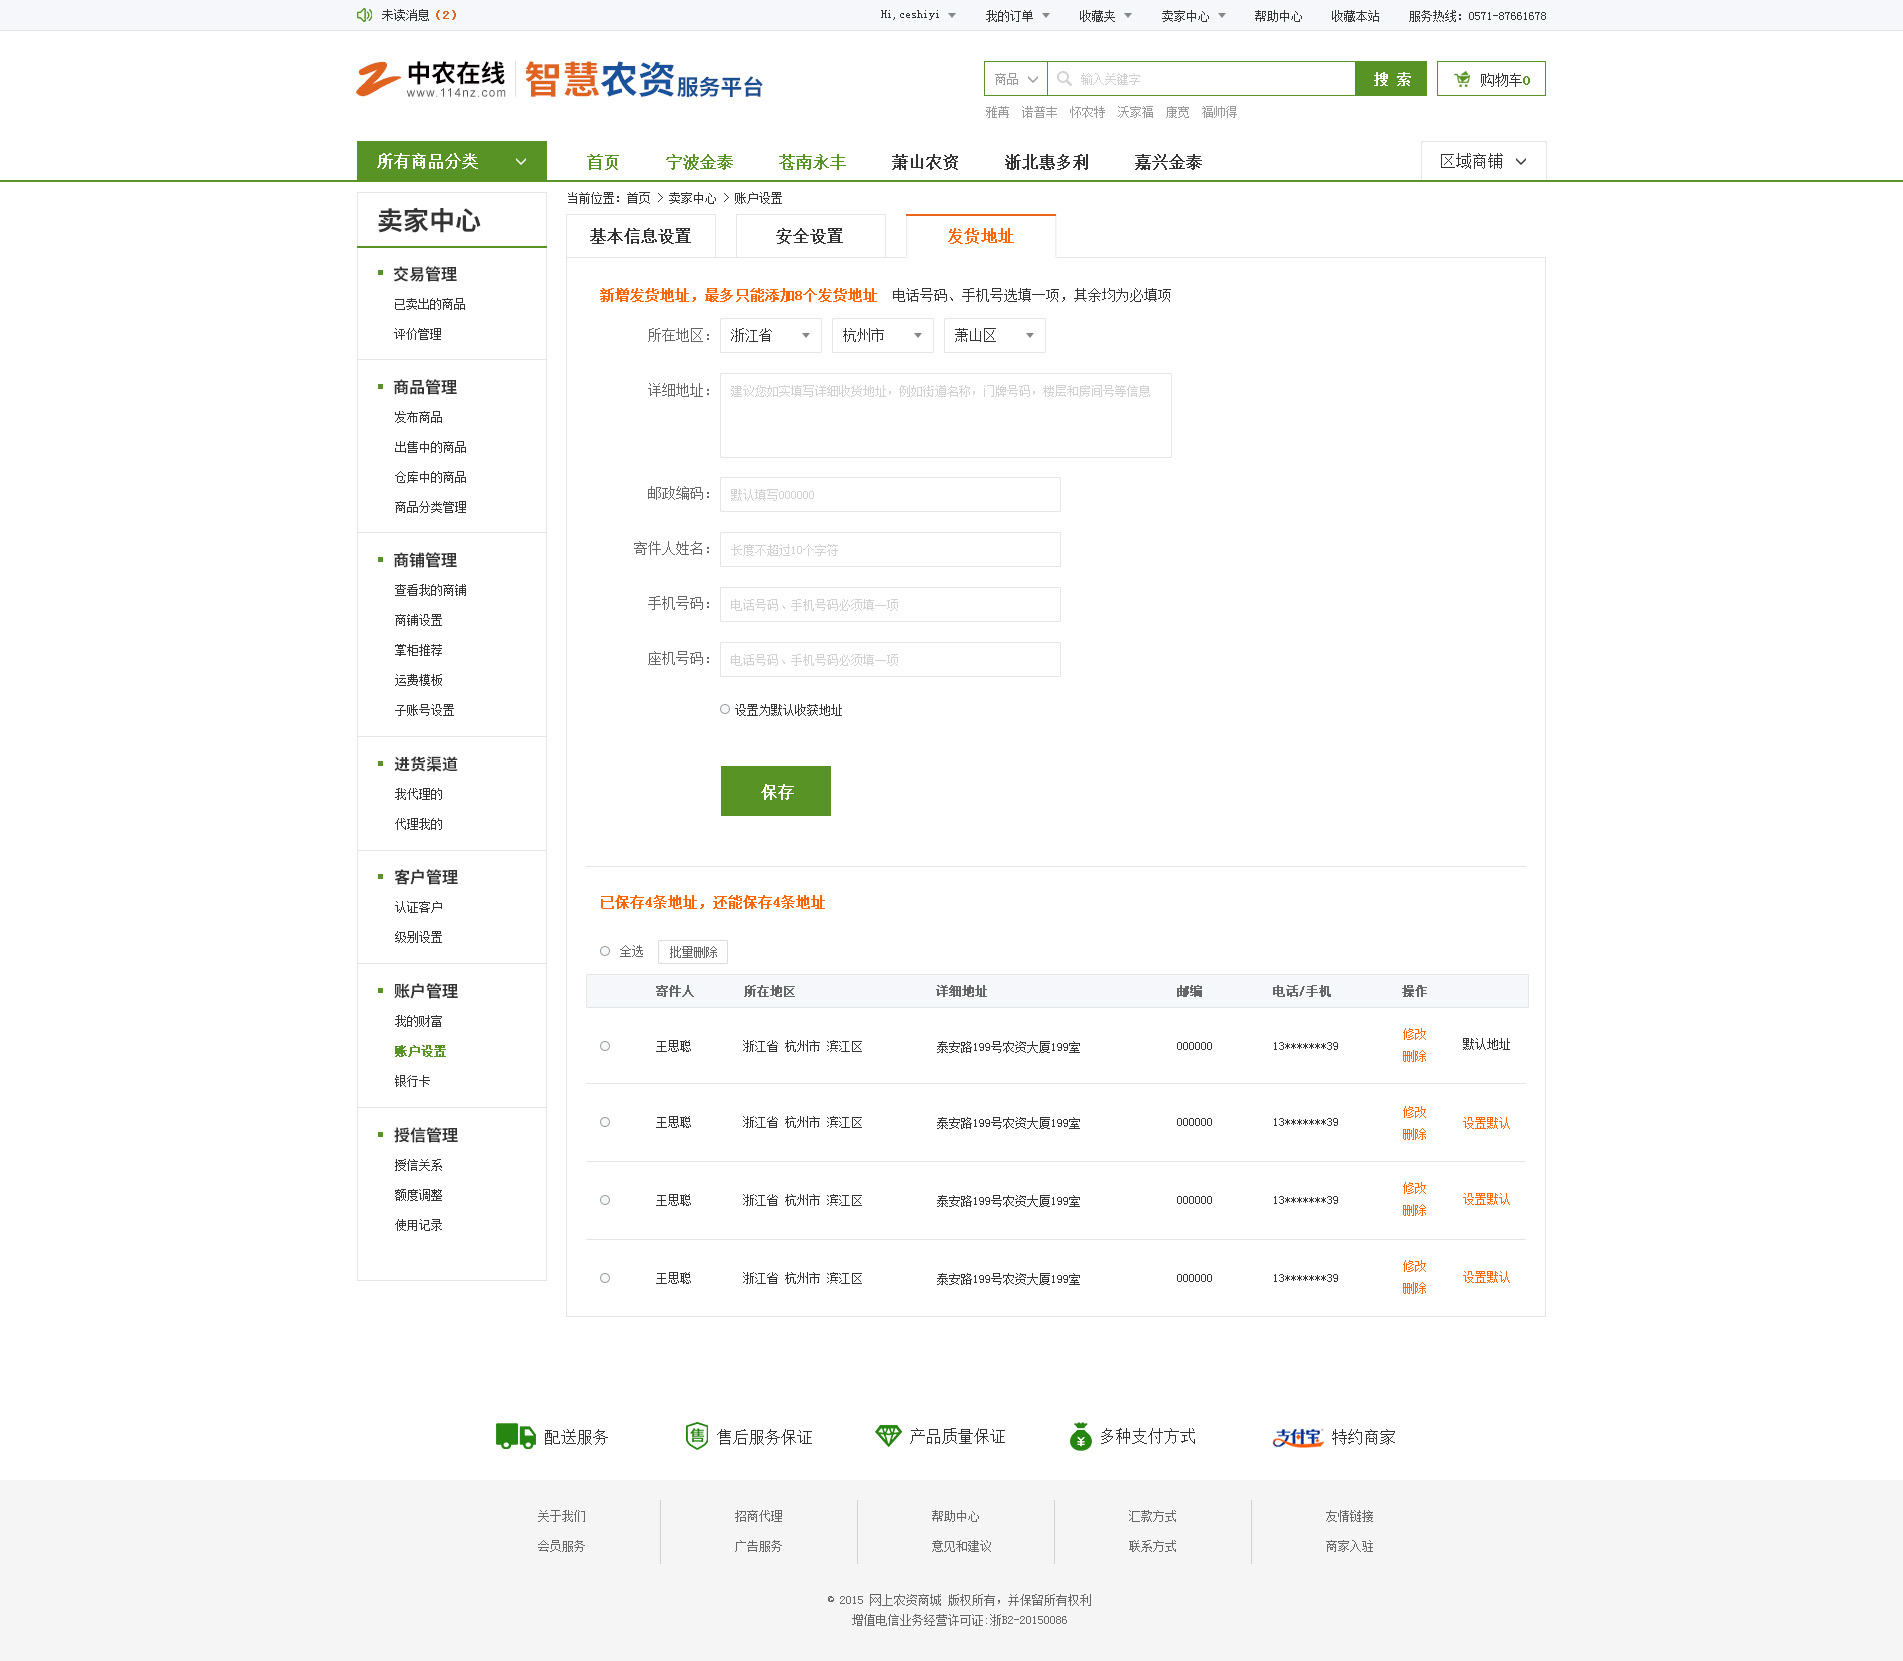 未读消息（2）
Hi,ceshiyi 我的订单 收藏夹 卖家中心 帮助中心 收藏本站 服务热线：0571-87661678
中农在线
www.114nz.com
智慧农资服务平台
商品 输入关键字 搜 索 购物车0
雅苒 诺普丰 怀农特 沃家福 康宽 福帅得
所有商品分类 首页 宁波金泰 苍南永丰 萧山农资 浙北惠多利 嘉兴金泰 区域商铺
卖家中心
交易管理
已卖出的商品
评价管理
商品管理
发布商品
出售中的商品
仓库中的商品
商品分类管理
商铺管理
查看我的商铺
商铺设置
掌柜推荐
运费模板
子账号设置
进货渠道
我代理的
代理我的
客户管理
认证客户
级别设置
账户管理
我的财富
账户设置
银行卡
授信管理
授信关系
额度调整
使用记录
当前位置：首页 > 卖家中心 > 账户设置
基本信息设置 安全设置 发货地址
新增发货地址，最多只能添加8个发货地址 电话号码、手机号选填一项，其余均为必填项
所在地区： 浙江省 杭州市 萧山区
详细地址： 建议您如实填写详细收货地址，例如街道名称，门牌号码，楼层和房间号等信息
邮政编码： 默认填写000000
寄件人姓名： 长度不超过10个字符
手机号码： 电话号码、手机号码必须填一项
座机号码： 电话号码、手机号码必须填一项
设置为默认收获地址
保存
已保存4条地址，还能保存4条地址
全选 批量删除
寄件人 所在地区 详细地址 邮编 电话/手机 操作
王思聪 浙江省 杭州市 滨江区 泰安路199号农资大厦199室 000000 13*******39 修改 删除 默认地址
王思聪 浙江省 杭州市 滨江区 泰安路199号农资大厦199室 000000 13*******39 修改 删除 设置默认
王思聪 浙江省 杭州市 滨江区 泰安路199号农资大厦199室 000000 13*******39 修改 删除 设置默认
王思聪 浙江省 杭州市 滨江区 泰安路199号农资大厦199室 000000 13*******39 修改 删除 设置默认
配送服务 售 售后服务保证 产品质量保证 ¥ 多种支付方式 支付宝 特约商家
关于我们 招商代理 帮助中心 汇款方式 友情链接
会员服务 广告服务 意见和建议 联系方式 商家入驻
© 2015 网上农资商城 版权所有，并保留所有权利
增值电信业务经营许可证:浙B2-20150086